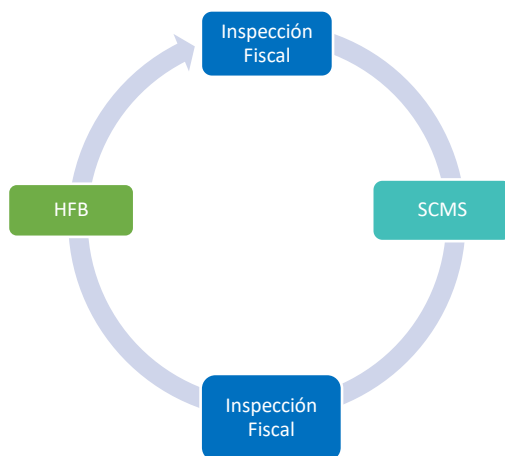 Inspección
Fiscal
HFB
SCMS
Inspección
Fiscal